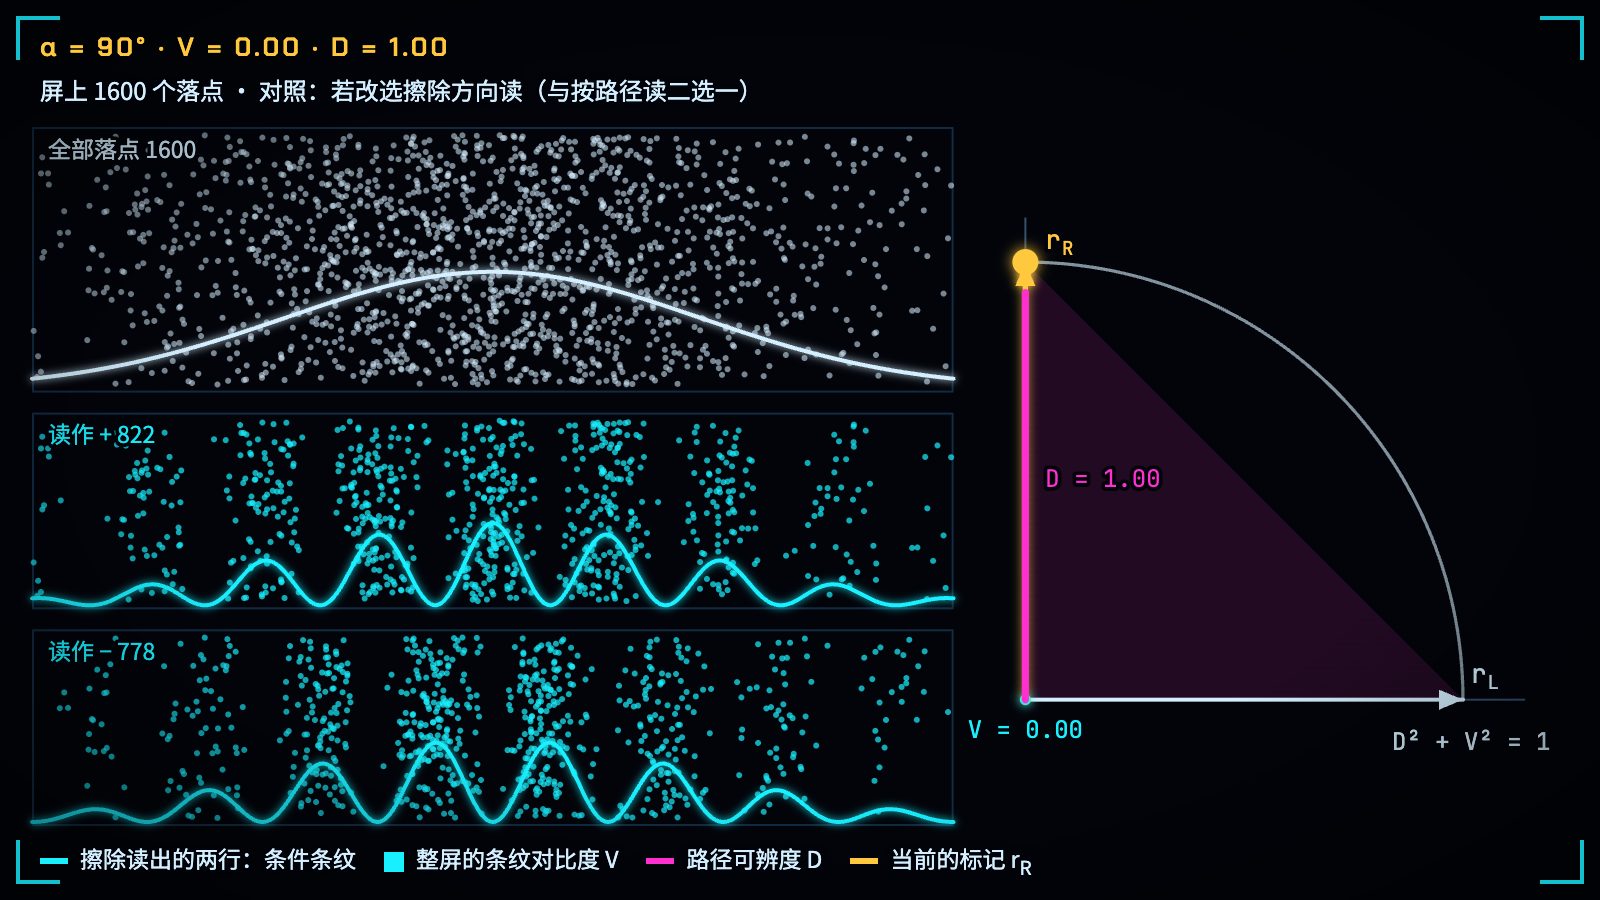 α = 90° · V = 0.00 · D = 1.00
屏上 1600 个落点 · 对照：若改选擦除方向读（与按路径读二选一）
全部落点 1600
读作 +822
读作 −778
r_R
D = 1.00
r_L
V = 0.00
D² + V² = 1
擦除读出的两行：条件条纹
整屏的条纹对比度 V
路径可辨度 D
当前的标记 r_R